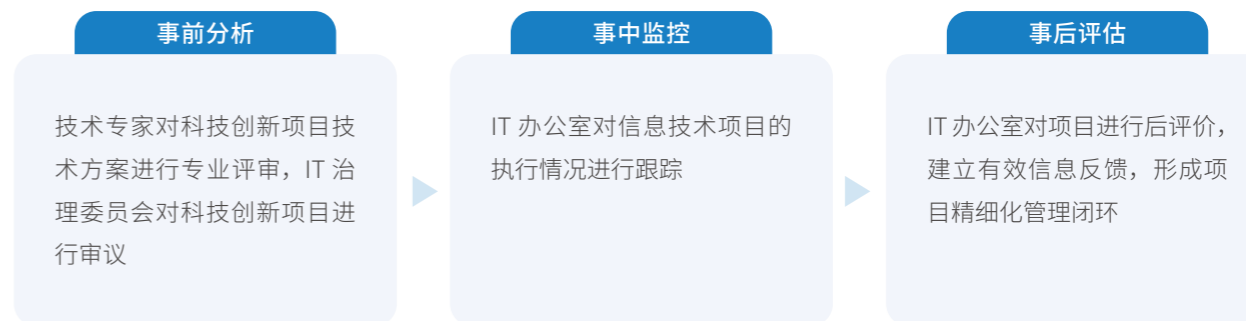 事前分析
技术专家对科技创新项目技
术方案进行专业评审，IT 治
理委员会对科技创新项目进
行审议
事中监控
IT 办公室对信息技术项目的
执行情况进行跟踪
事后评估
IT 办公室对项目进行后评价，
建立有效信息反馈，形成项
目精细化管理闭环